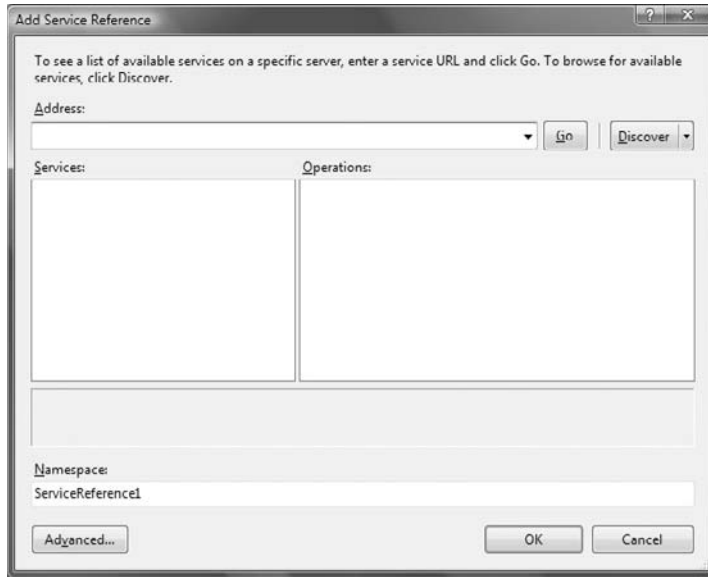 Add Service Reference
To see a list of available services on a specific server, enter a service URL and click Go. To browse for available
services, click Discover.
Address:
Go
Discover
Services:
Operations:
Namespace:
ServiceReference1
Advanced...
OK
Cancel